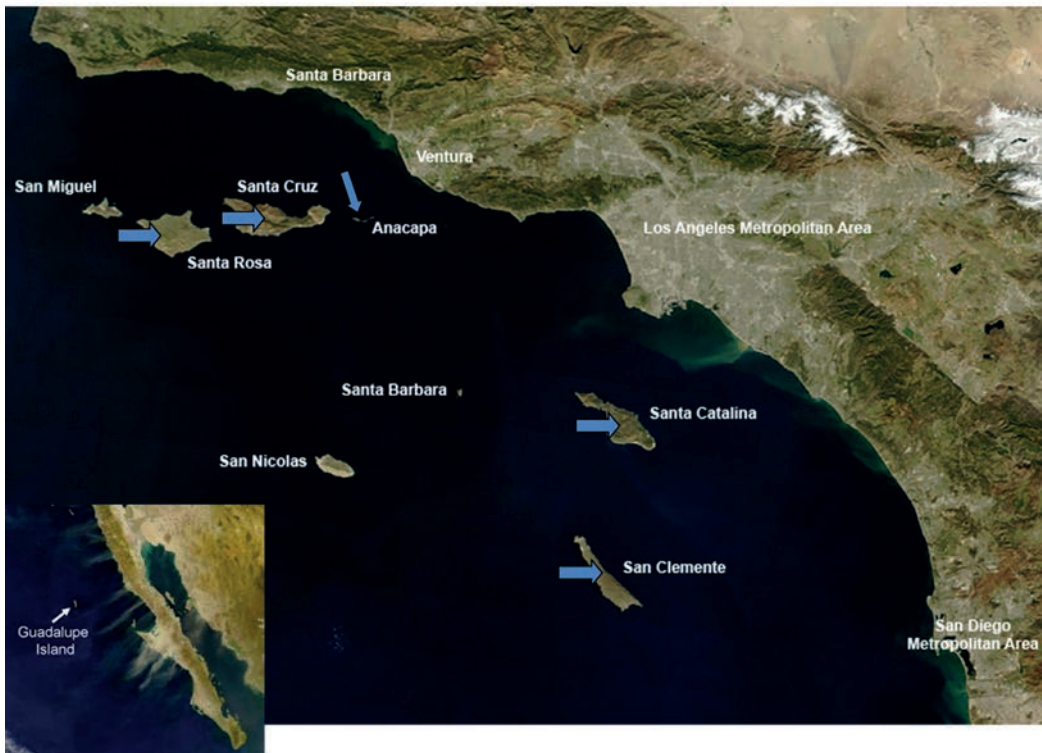 Santa Barbara
Ventura
San Miguel
Santa Cruz
Anacapa
Los Angeles Metropolitan Area
Santa Rosa
Santa Barbara
Santa Catalina
San Nicolas
San Clemente
Guadalupe
Island
San Diego
Metropolitan Area